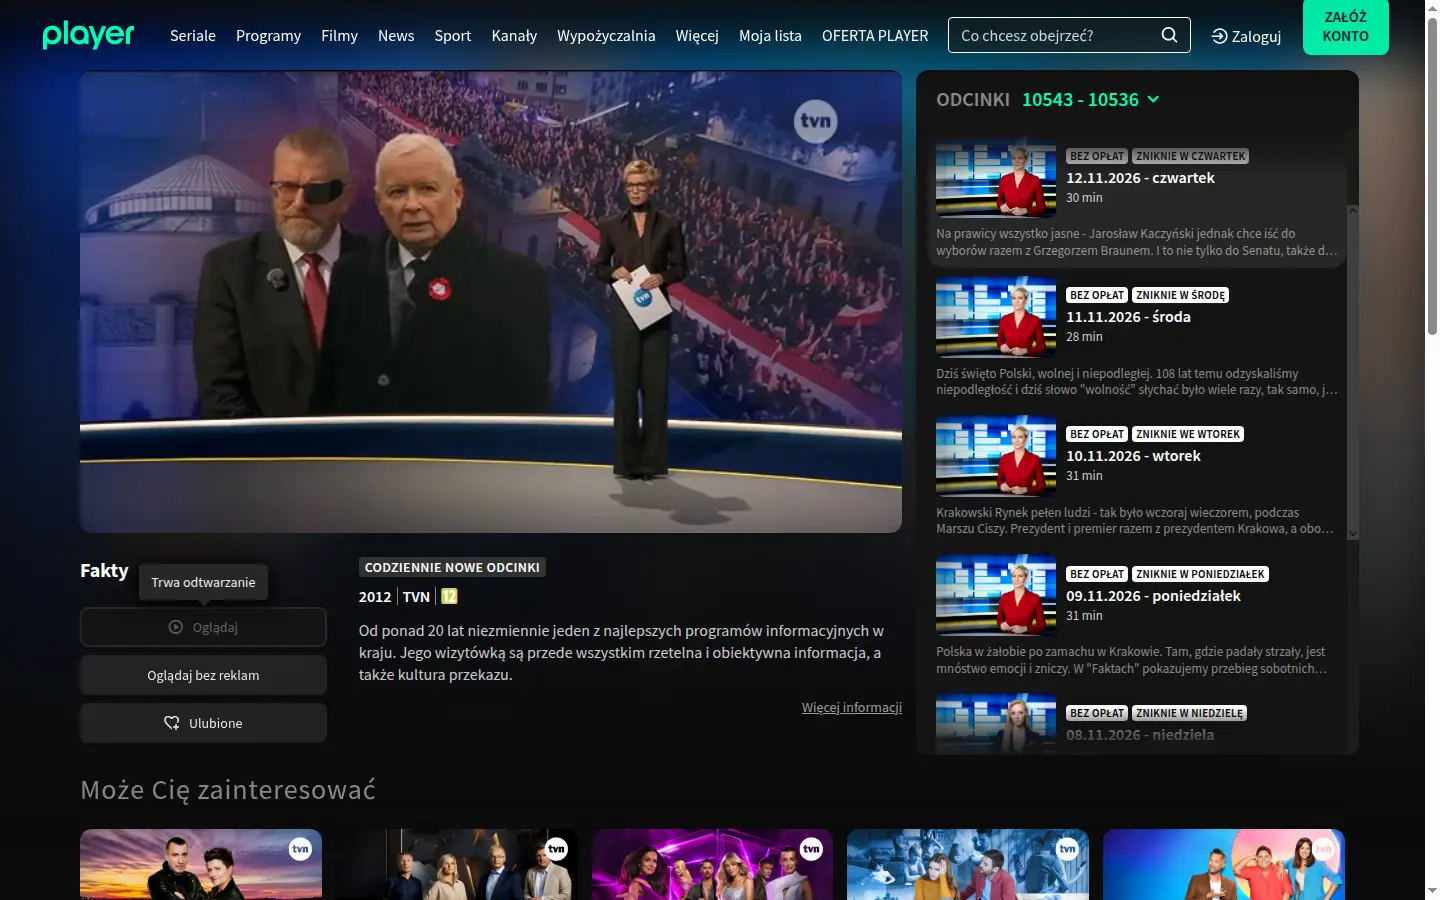 player
Seriale
Programy
Filmy
News
Sport
Kanały
Wypożyczalnia
Więcej
Moja lista
OFERTA PLAYER
Co chcesz obejrzeć?
Zaloguj
ZAŁÓŻ
KONTO
tvn
tvn
ODCINKI 10543 - 10536
BEZ OPŁAT ZNIKNIE W CZWARTEK
12.11.2026 - czwartek
30 min
Na prawicy wszystko jasne - Jarosław Kaczyński jednak chce iść do
wyborów razem z Grzegorzem Braunem. I to nie tylko do Senatu, także d...
BEZ OPŁAT ZNIKNIE W ŚRODĘ
11.11.2026 - środa
28 min
Dziś święto Polski, wolnej i niepodległej. 108 lat temu odzyskaliśmy
niepodległość i dziś słowo "wolność" słychać było wiele razy, tak samo, j...
BEZ OPŁAT ZNIKNIE WE WTOREK
10.11.2026 - wtorek
31 min
Krakowski Rynek pełen ludzi - tak było wczoraj wieczorem, podczas
Marszu Ciszy. Prezydent i premier razem z prezydentem Krakowa, a obo...
BEZ OPŁAT ZNIKNIE W PONIEDZIAŁEK
09.11.2026 - poniedziałek
31 min
Polska w żałobie po zamachu w Krakowie. Tam, gdzie padały strzały, jest
mnóstwo emocji i zniczy. W "Faktach" pokazujemy przebieg sobotnich...
BEZ OPŁAT ZNIKNIE W NIEDZIELĘ
08.11.2026 - niedziela
Fakty
Trwa odtwarzanie
Oglądaj
Oglądaj bez reklam
Ulubione
CODZIENNIE NOWE ODCINKI
2012 TVN 12
Od ponad 20 lat niezmiennie jeden z najlepszych programów informacyjnych w
kraju. Jego wizytówką są przede wszystkim rzetelna i obiektywna informacja, a
także kultura przekazu.
Więcej informacji
Może Cię zainteresować
tvn
tvn
tvn
tvn
tvn